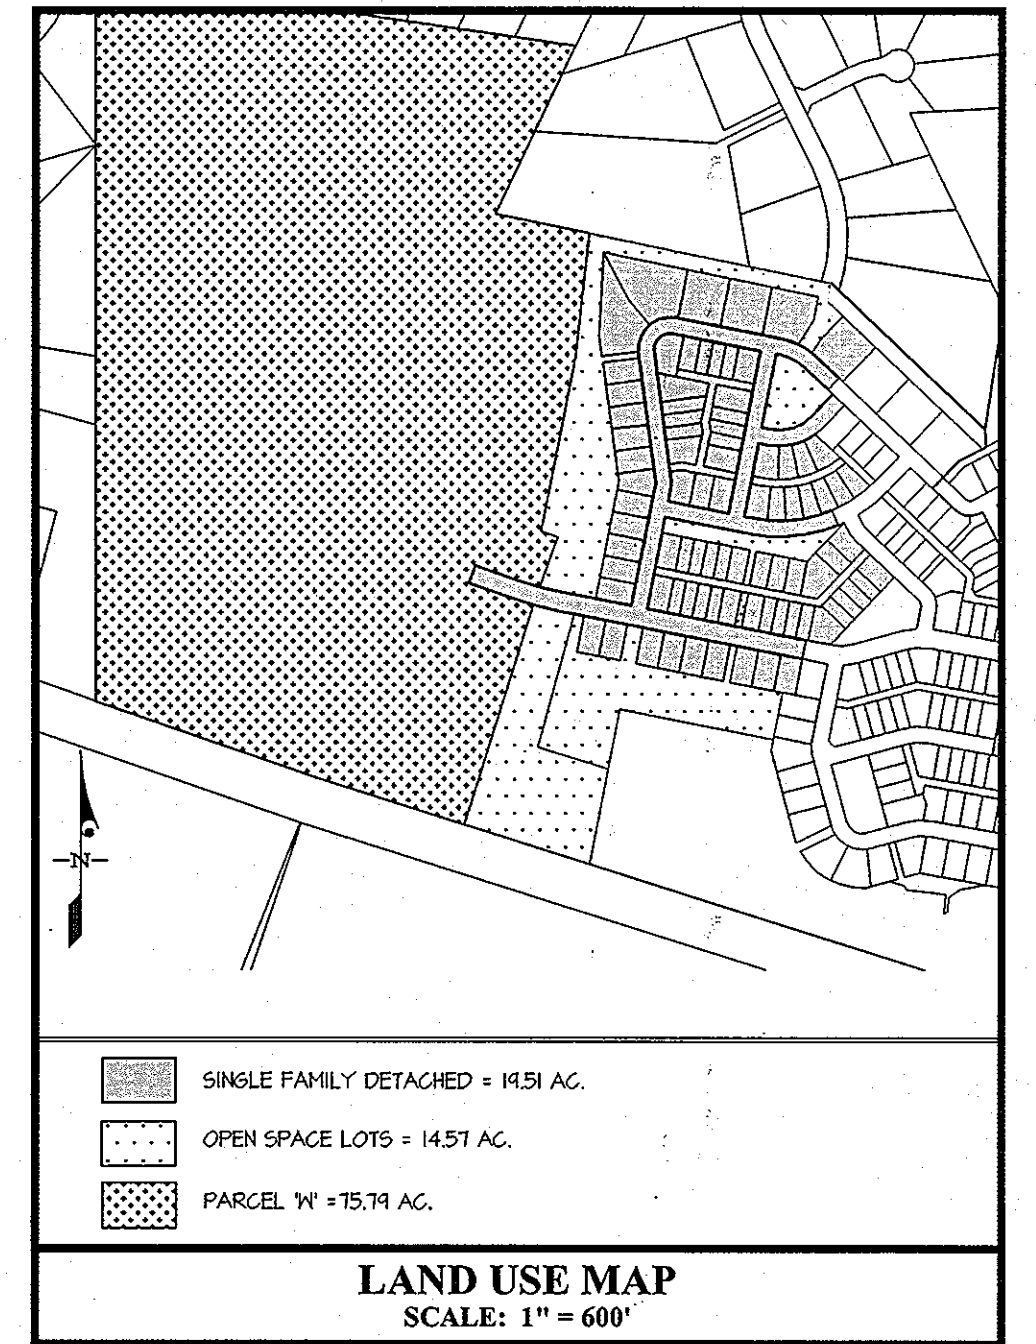 -N-
SINGLE FAMILY DETACHED = 19.51 AC.
OPEN SPACE LOTS = 14.57 AC.
PARCEL 'W' =75.79 AC.
LAND USE MAP
SCALE: 1" = 600'